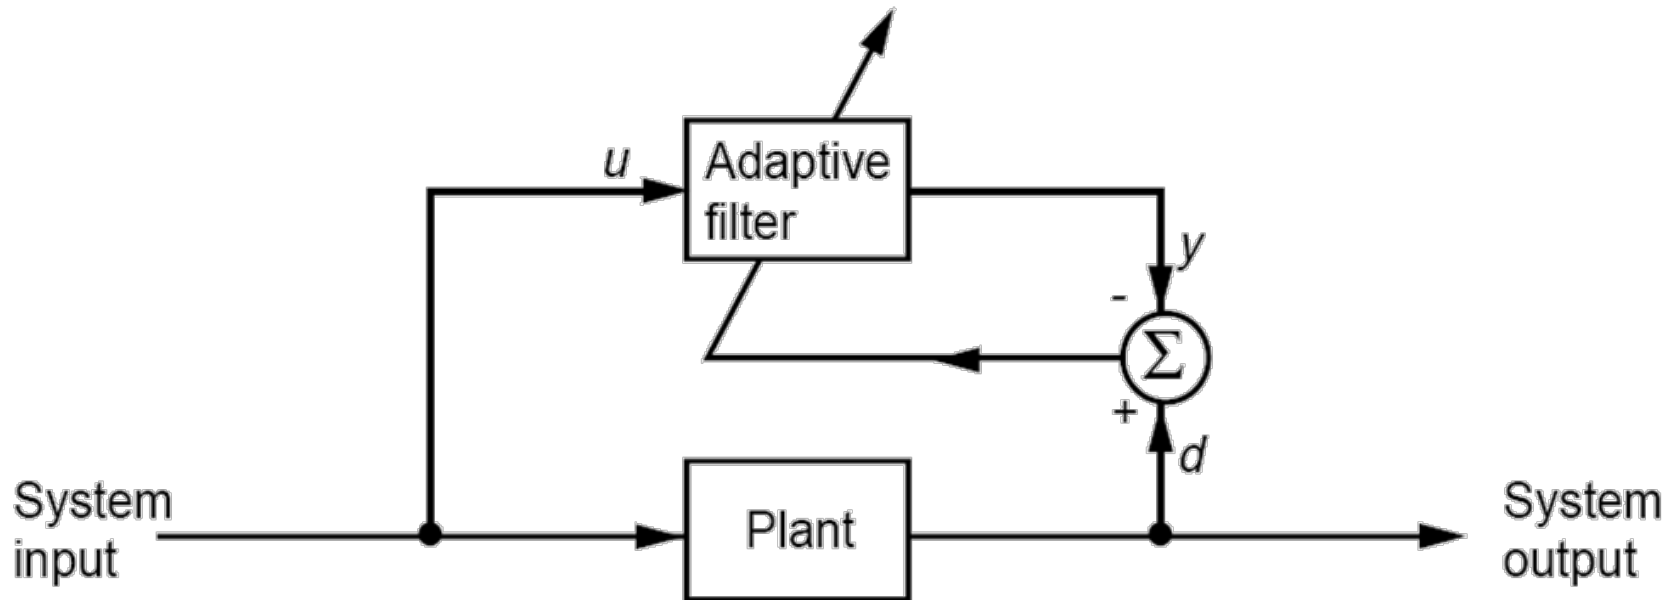 u
Adaptive
filter
y
-
Σ
+
d
System
input
Plant
System
output